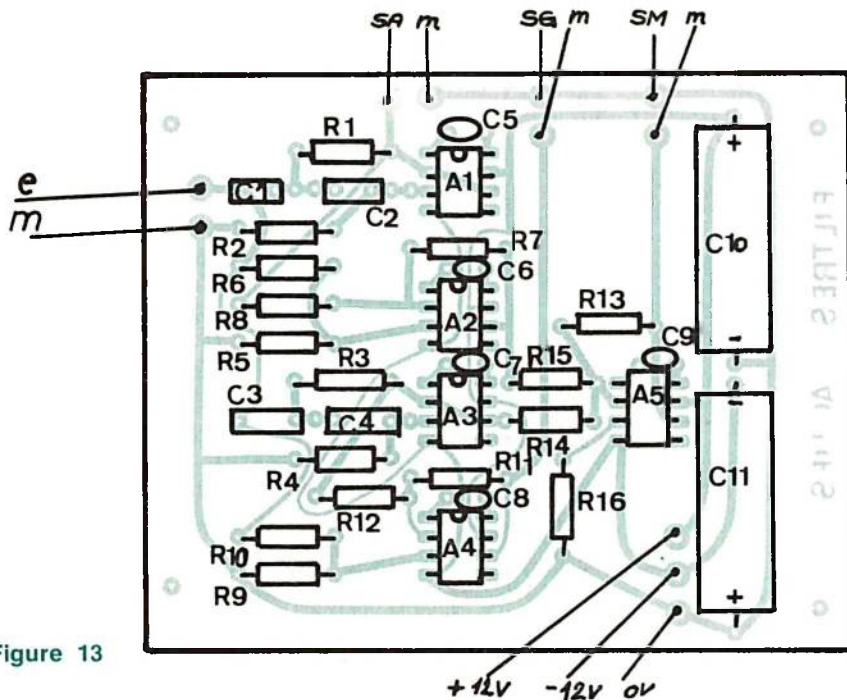 SA m SG m SM m
C5
R1
e
C1 C2 A1
m
R2 R7
C6
R6 C10
R8 A2 R13
R5 C9
R3 C7 R15
C3 C4 A3 A5
R14
R4 R11 C11
R12 C8 R16
R10 A4
R9
Figure 13
+12V -12V 0V
FILTRES